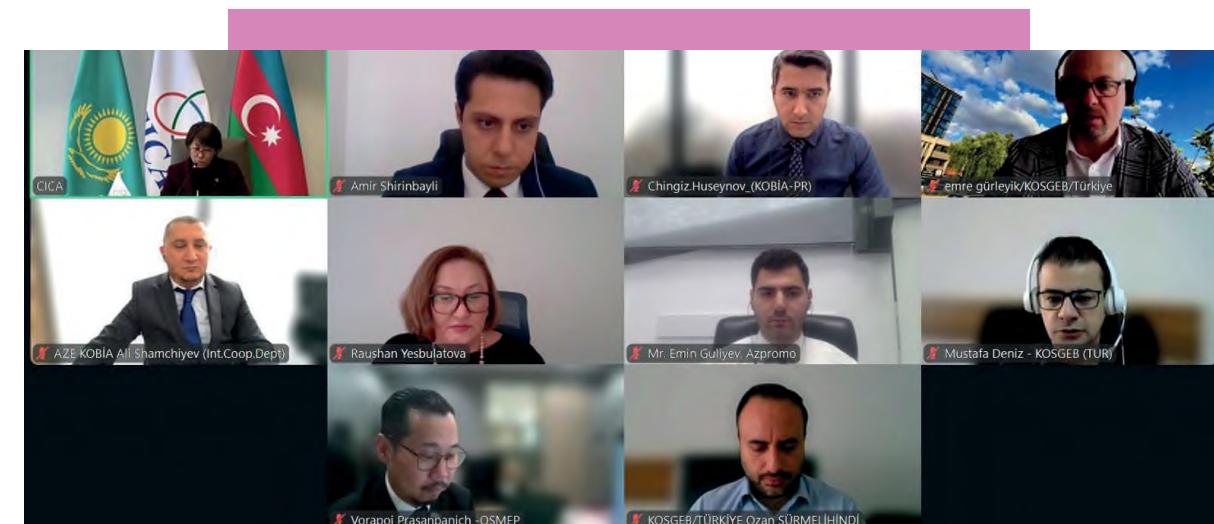 CICA
Amir Shirinbayli
Chingiz.Huseynov_(KOBİA-PR)
emre gürleyik/KOSGEB/Türkiye
AZE KOBİA Ali Shamchiyev (Int.Coop.Dept)
Raushan Yesbulatova
Mr. Emin Guliyev, Azpromo
Mustafa Deniz - KOSGEB (TUR)
Vorapoj Prasanpanich -OSMEP
KOSGEB/TÜRKİYE Ozan SÜRMELİHİNDİ